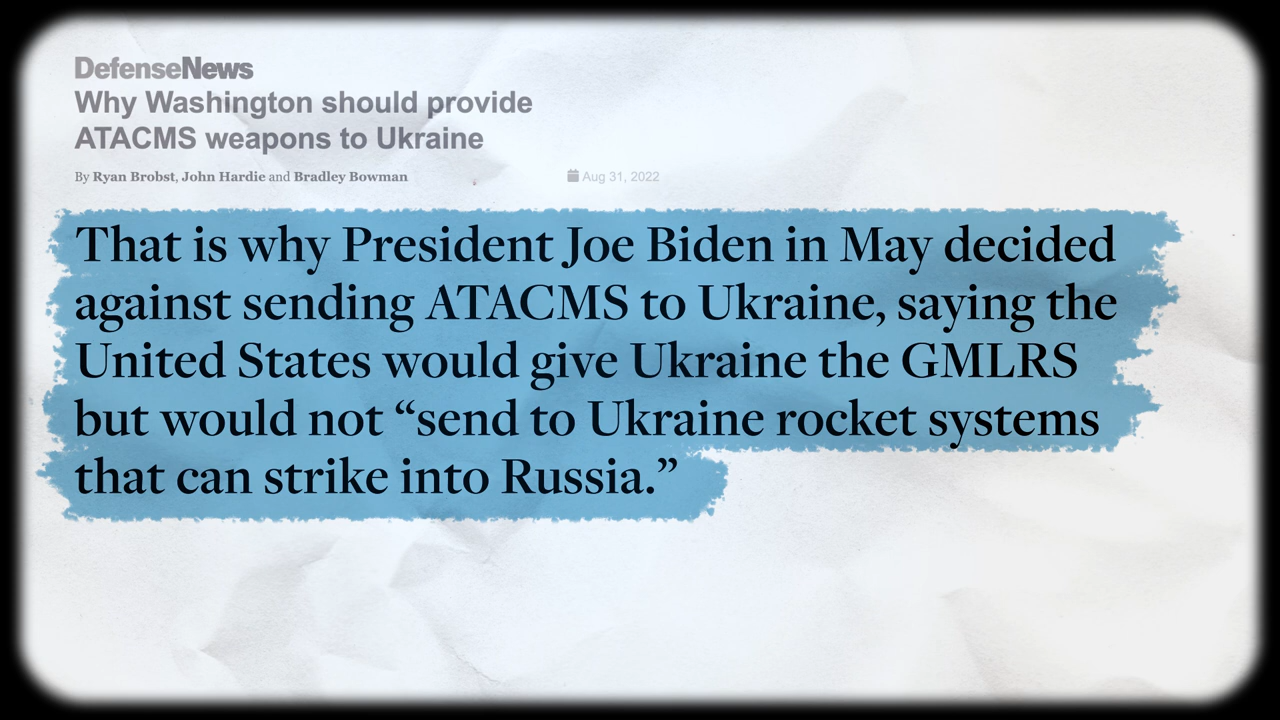 DefenseNews
Why Washington should provide
ATACMS weapons to Ukraine
By Ryan Brobst, John Hardie and Bradley Bowman
Aug 31, 2022
That is why President Joe Biden in May decided
against sending ATACMS to Ukraine, saying the
United States would give Ukraine the GMLRS
but would not “send to Ukraine rocket systems
that can strike into Russia.”